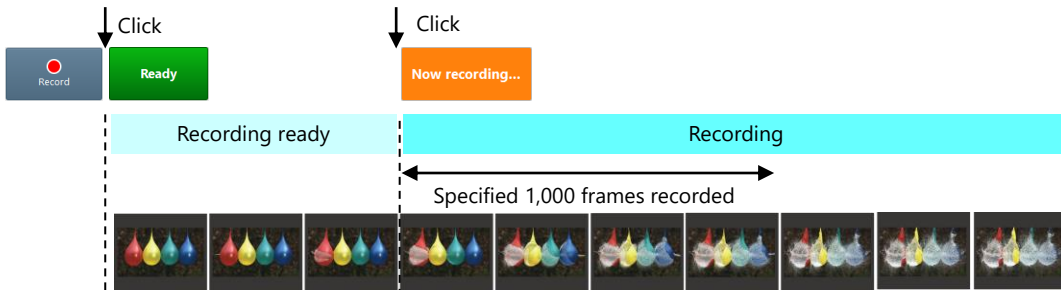 Click
Click
Record
Ready
Now recording...
Recording ready
Recording
Specified 1,000 frames recorded